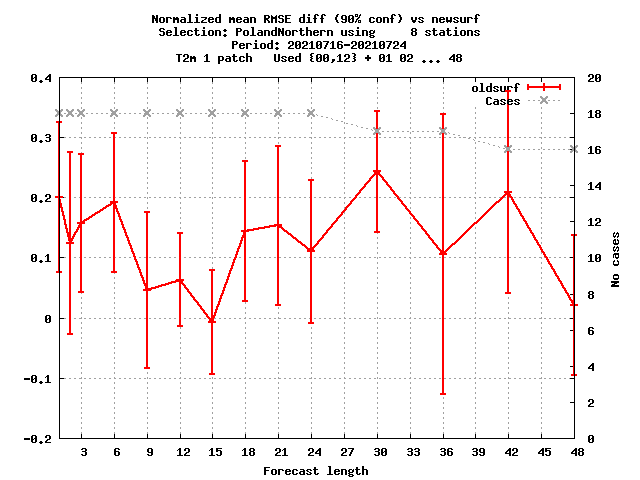 Normalized mean RMSE diff (90% conf) vs newsurf
Selection: PolandNorthern using     8 stations
Period: 20210716-20210724
T2m 1 patch   Used {00,12} + 01 02 ... 48
oldsurf
Cases
0.4
0.3
0.2
0.1
0
-0.1
-0.2
20
18
16
14
12
10
8
6
4
2
0
No cases
3 6 9 12 15 18 21 24 27 30 33 36 39 42 45 48
Forecast length